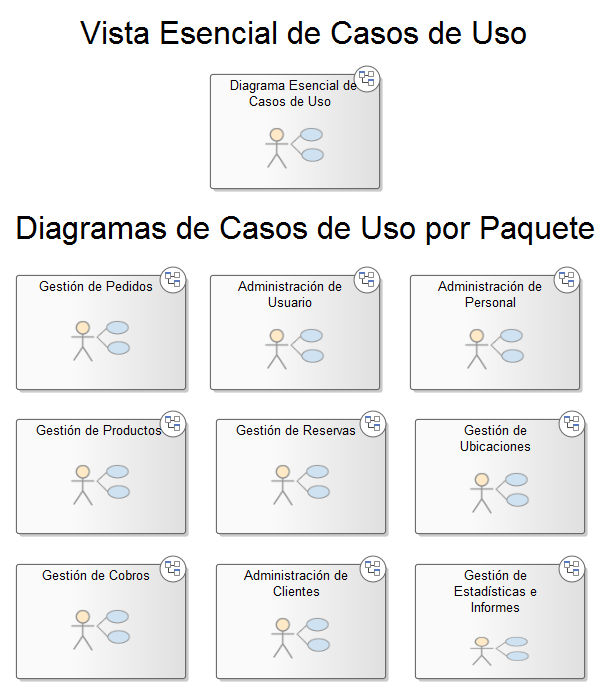 Vista Esencial de Casos de Uso
Diagrama Esencial de
Casos de Uso
Diagramas de Casos de Uso por Paquete
Gestión de Pedidos
Administración de
Usuario
Administración de
Personal
Gestión de Productos
Gestión de Reservas
Gestión de
Ubicaciones
Gestión de Cobros
Administración de
Clientes
Gestión de
Estadísticas e
Informes